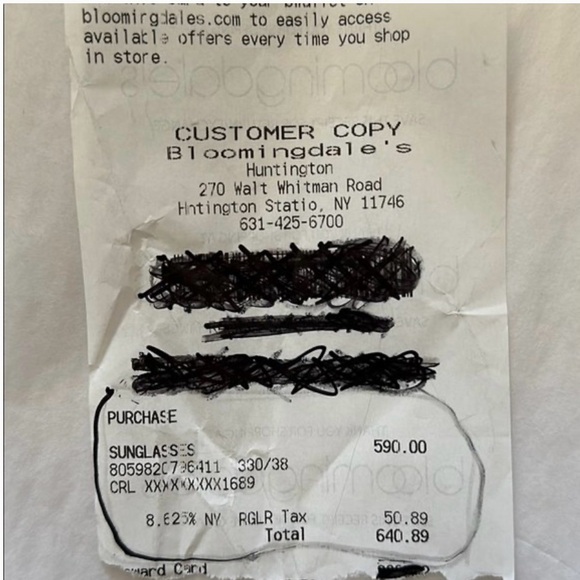 bloomingdales.com to easily access
available offers every time you shop
in store.
CUSTOMER COPY
Bloomingdale's
Huntington
270 Walt Whitman Road
Hntington Statio, NY 11746
631-425-6700
PURCHASE
SUNGLASSES 590.00
8059820796411 330/38
CRL XXXXXXXXX1689
8.625% NY RGLR Tax 50.89
Total 640.89
Card